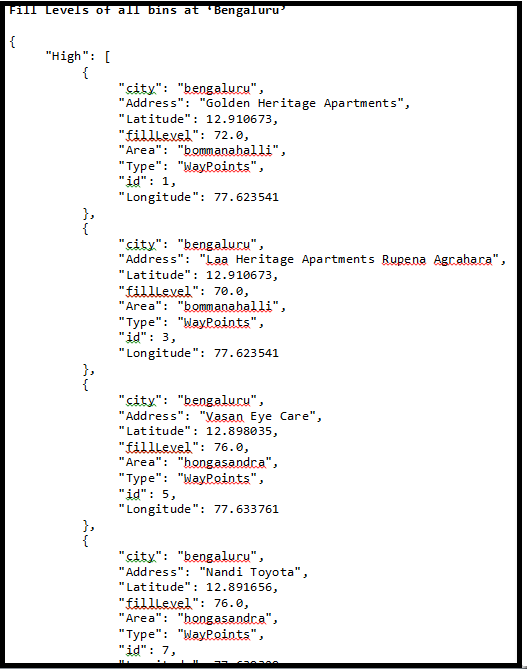 Fill Levels of all bins at ‘Bengaluru’
{
"High": [
{
"city": "bengaluru",
"Address": "Golden Heritage Apartments",
"Latitude": 12.910673,
"fillLevel": 72.0,
"Area": "bommanahalli",
"Type": "WayPoints",
"id": 1,
"Longitude": 77.623541
},
{
"city": "bengaluru",
"Address": "Laa Heritage Apartments Rupena Agrahara",
"Latitude": 12.910673,
"fillLevel": 70.0,
"Area": "bommanahalli",
"Type": "WayPoints",
"id": 3,
"Longitude": 77.623541
},
{
"city": "bengaluru",
"Address": "Vasan Eye Care",
"Latitude": 12.898035,
"fillLevel": 76.0,
"Area": "hongasandra",
"Type": "WayPoints",
"id": 5,
"Longitude": 77.633761
},
{
"city": "bengaluru",
"Address": "Nandi Toyota",
"Latitude": 12.891656,
"fillLevel": 76.0,
"Area": "hongasandra",
"Type": "WayPoints",
"id": 7,
"Longitude":